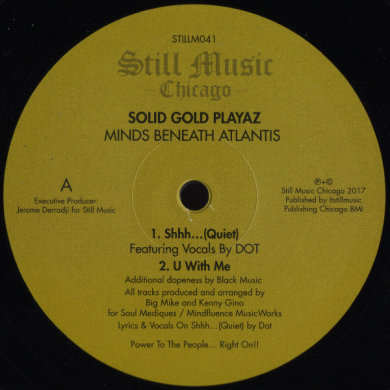 STILLM041
Still Music
Chicago
SOLID GOLD PLAYAZ
MINDS BENEATH ATLANTIS
A
Executive Producer:
Jerome Derradji for Still Music
℗+©
Still Music Chicago 2017
Published by Itstillmusic
Publishing Chicago BMI
1. Shhh...(Quiet)
Featuring Vocals By DOT
2. U With Me
Additional dopeness by Black Music
All tracks produced and arranged by
Big Mike and Kenny Gino
for Soul Mediques / Mindfluence MusicWorks
Lyrics & Vocals On Shhh...(Quiet) by Dot
Power To The People... Right On!!